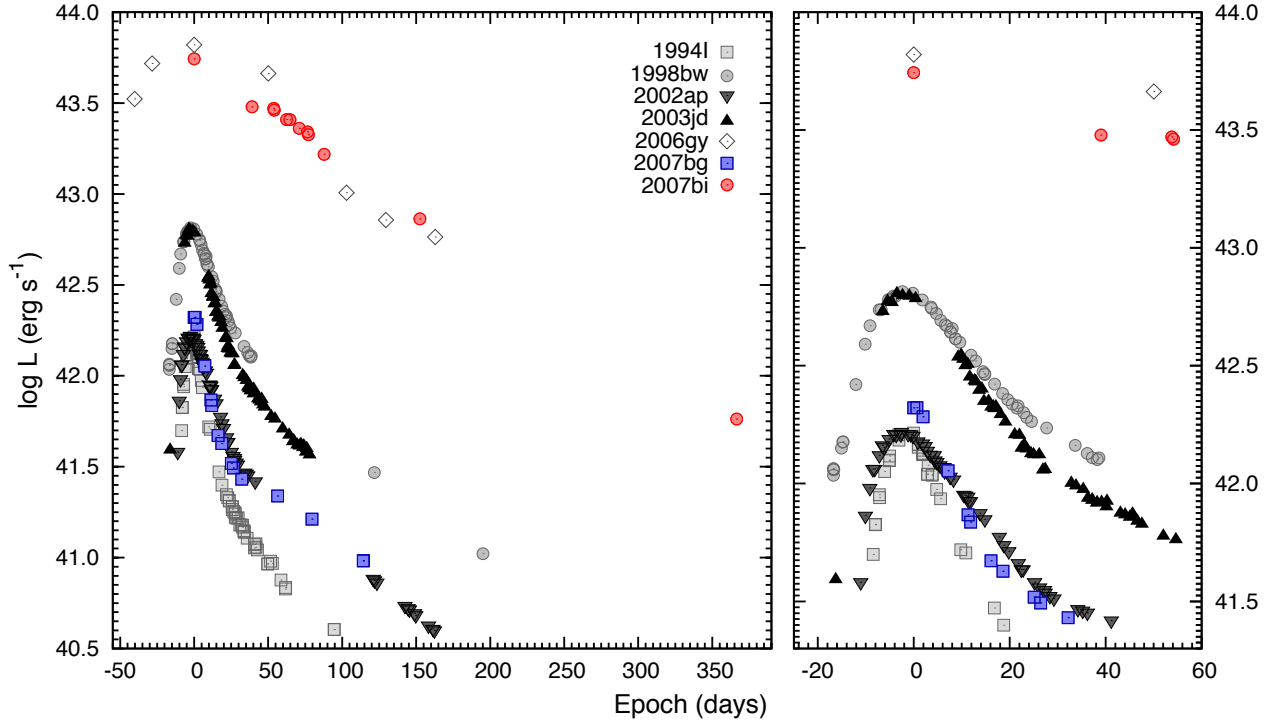 44.0
43.5
43.0
42.5
42.0
41.5
41.0
40.5
log L (erg s⁻¹)
-50 0 50 100 150 200 250 300 350
1994I
1998bw
2002ap
2003jd
2006gy
2007bg
2007bi
44.0
43.5
43.0
42.5
42.0
41.5
-20 0 20 40 60
Epoch (days)